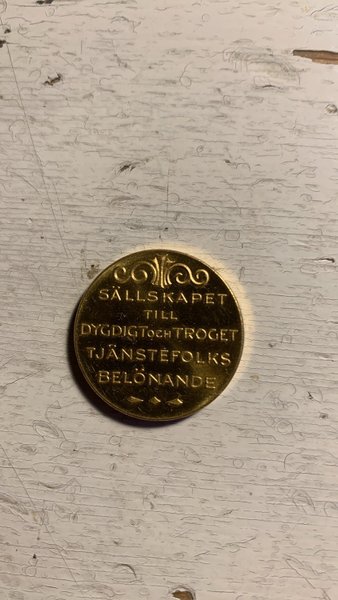 SÄLLSKAPET
TILL
DYGDIGT OCH TROGET
TJÄNSTEFOLKS
BELÖNANDE